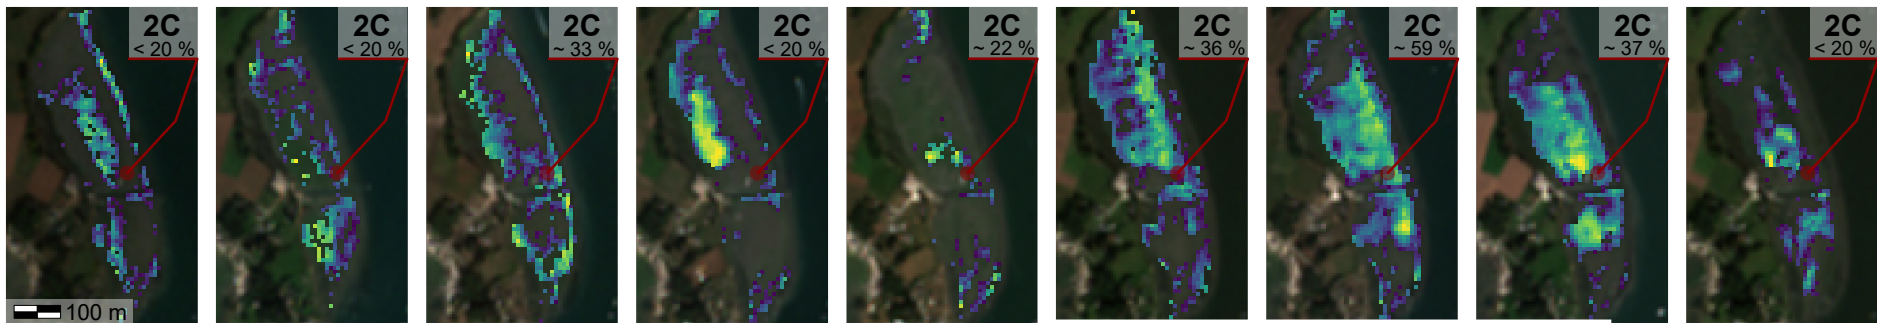 2C
< 20 %
2C
< 20 %
2C
~ 33 %
2C
< 20 %
2C
~ 22 %
2C
~ 36 %
2C
~ 59 %
2C
~ 37 %
2C
< 20 %
100 m